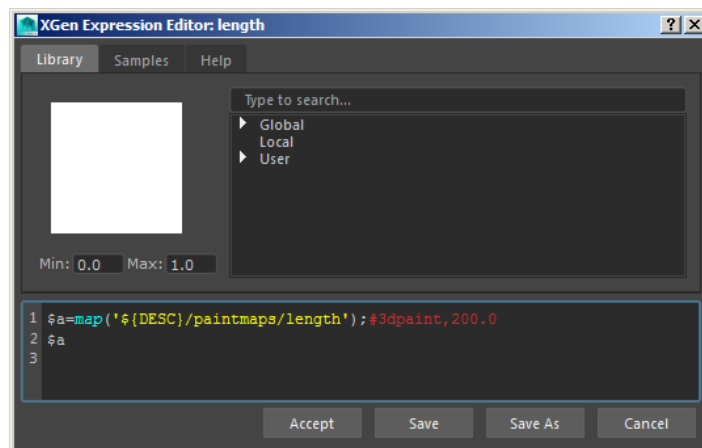 XGen Expression Editor: length
Library Samples Help
Type to search...
Global
Local
User
Min: 0.0 Max: 1.0
1 $a=map('${DESC}/paintmaps/length');#3dpaint,200.0
2 $a
3
Accept Save Save As Cancel